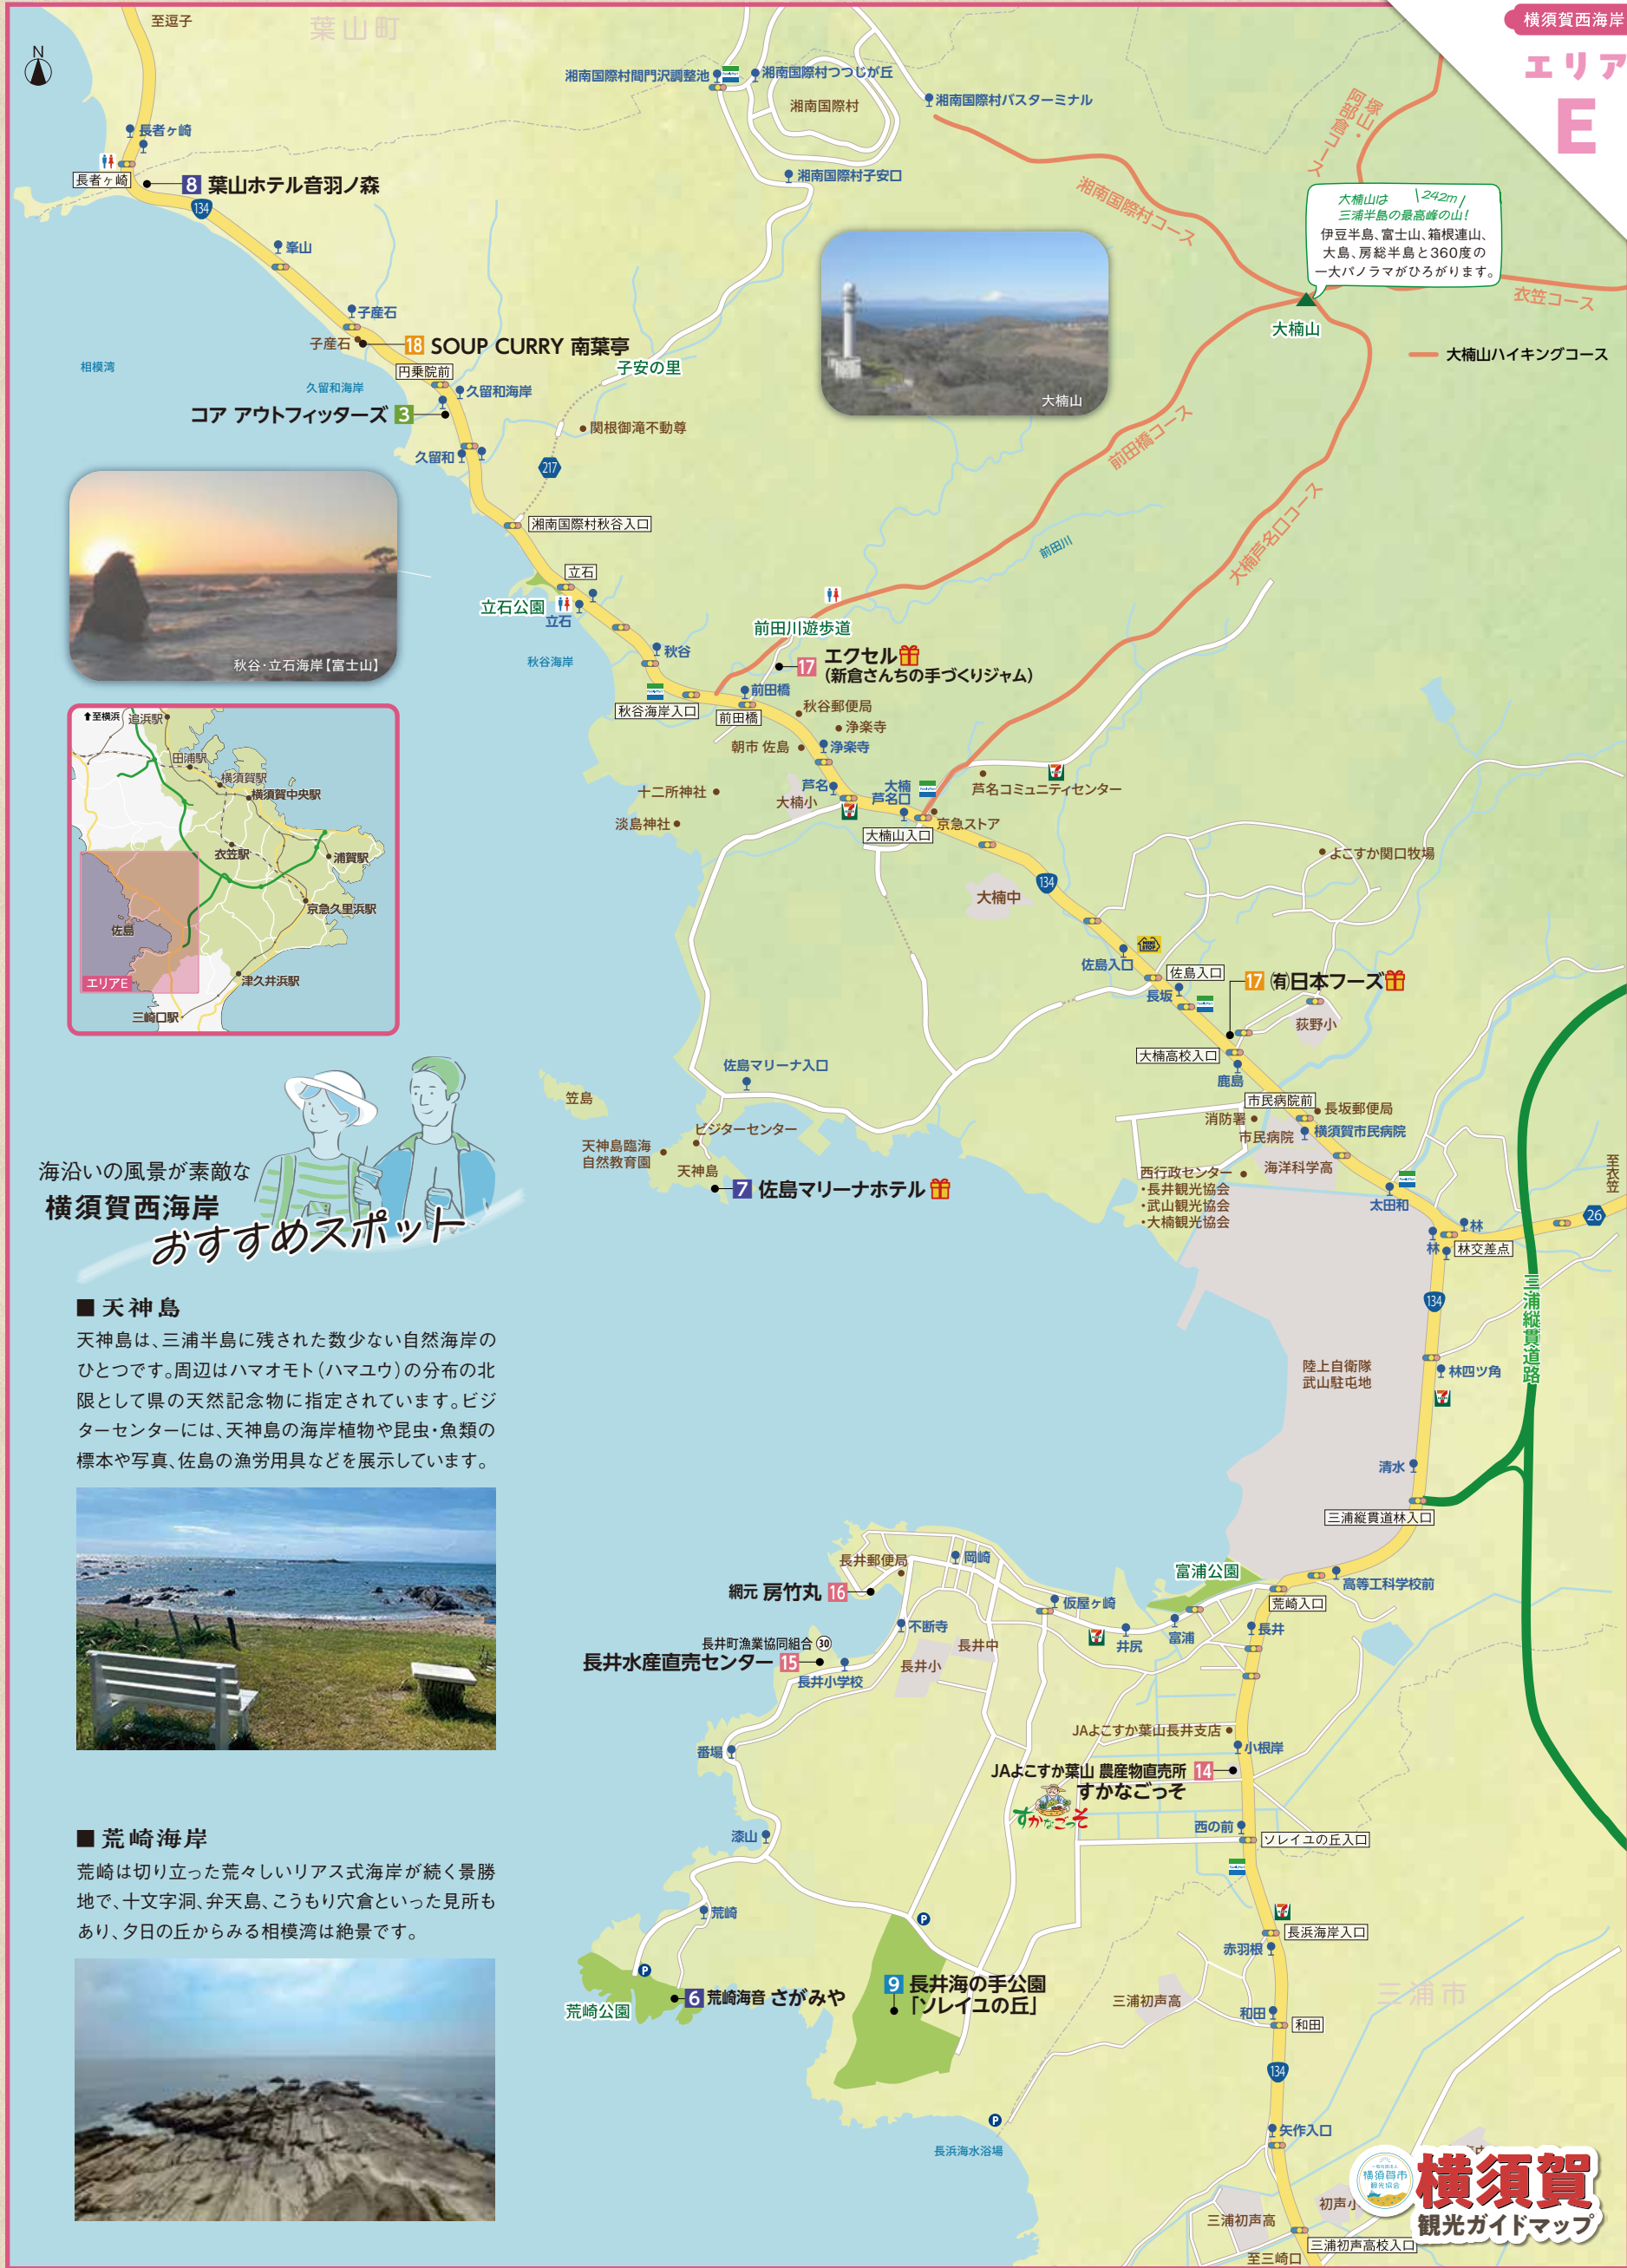 横須賀西海岸
エリア
E
至逗子
葉山町
N
湘南国際村間門沢調整池
湘南国際村つつじが丘
湘南国際村
湘南国際村バスターミナル
湘南国際村子安口
長者ヶ崎
長者ヶ崎
8 葉山ホテル音羽ノ森
134
峯山
子産石
子産石
18 SOUP CURRY 南葉亭
円乗院前
相模湾
久留和海岸
久留和海岸
コア アウトフィッターズ 3
久留和
子安の里
関根御滝不動尊
217
湘南国際村秋谷入口
塚山・
阿部倉コース
湘南国際村コース
大楠山は 242m
三浦半島の最高峰の山!
伊豆半島、富士山、箱根連山、
大島、房総半島と360度の
一大パノラマがひろがります。
衣笠コース
大楠山
大楠山ハイキングコース
大楠山
前田橋コース
大楠芦名口コース
前田川
秋谷・立石海岸【富士山】
立石
立石公園
立石
秋谷海岸
秋谷
前田川遊歩道
17 エクセル
(新倉さんちの手づくりジャム)
秋谷海岸入口
前田橋
前田橋
秋谷郵便局
浄楽寺
朝市 佐島
浄楽寺
十二所神社
淡島神社
大楠小
芦名
大楠
芦名口
大楠山入口
芦名コミュニティセンター
京急ストア
よこすか関口牧場
大楠中
134
佐島入口
佐島入口
長坂
17 ㈲日本フーズ
荻野小
大楠高校入口
鹿島
市民病院前
長坂郵便局
消防署
市民病院
横須賀市民病院
海洋科学高
西行政センター
・長井観光協会
・武山観光協会
・大楠観光協会
太田和
林
林
林交差点
26
至衣笠
三浦縦貫道路
134
陸上自衛隊
武山駐屯地
林四ツ角
清水
三浦縦貫道林入口
至横浜
追浜駅
田浦駅
横須賀駅
横須賀中央駅
衣笠駅
浦賀駅
京急久里浜駅
佐島
エリアE
津久井浜駅
三崎口駅
佐島マリーナ入口
笠島
ビジターセンター
天神島臨海
自然教育園
天神島
7 佐島マリーナホテル
海沿いの風景が素敵な
横須賀西海岸
おすすめスポット
■天神島
天神島は、三浦半島に残された数少ない自然海岸の
ひとつです。周辺はハマオモト(ハマユウ)の分布の北
限として県の天然記念物に指定されています。ビジ
ターセンターには、天神島の海岸植物や昆虫・魚類の
標本や写真、佐島の漁労用具などを展示しています。
■荒崎海岸
荒崎は切り立った荒々しいリアス式海岸が続く景勝
地で、十文字洞、弁天島、こうもり穴倉といった見所も
あり、夕日の丘からみる相模湾は絶景です。
長井郵便局
岡崎
網元 房竹丸 16
不断寺
長井町漁業協同組合 30
長井水産直売センター 15
長井小学校
長井小
長井中
仮屋ヶ崎
井尻
富浦
富浦公園
荒崎入口
高等工科学校前
長井
番場
漆山
荒崎
JAよこすか葉山長井支店
小根岸
JAよこすか葉山 農産物直売所 14
すかなごっそ
すかなごっそ
西の前
ソレイユの丘入口
長浜海岸入口
赤羽根
荒崎公園
6 荒崎海音 さがみや
9 長井海の手公園
「ソレイユの丘」
三浦初声高
三浦市
和田
和田
134
長浜海水浴場
矢作入口
三浦初声高
初声小
三浦初声高校入口
至三崎口
横須賀市
観光協会
横須賀
観光ガイドマップ